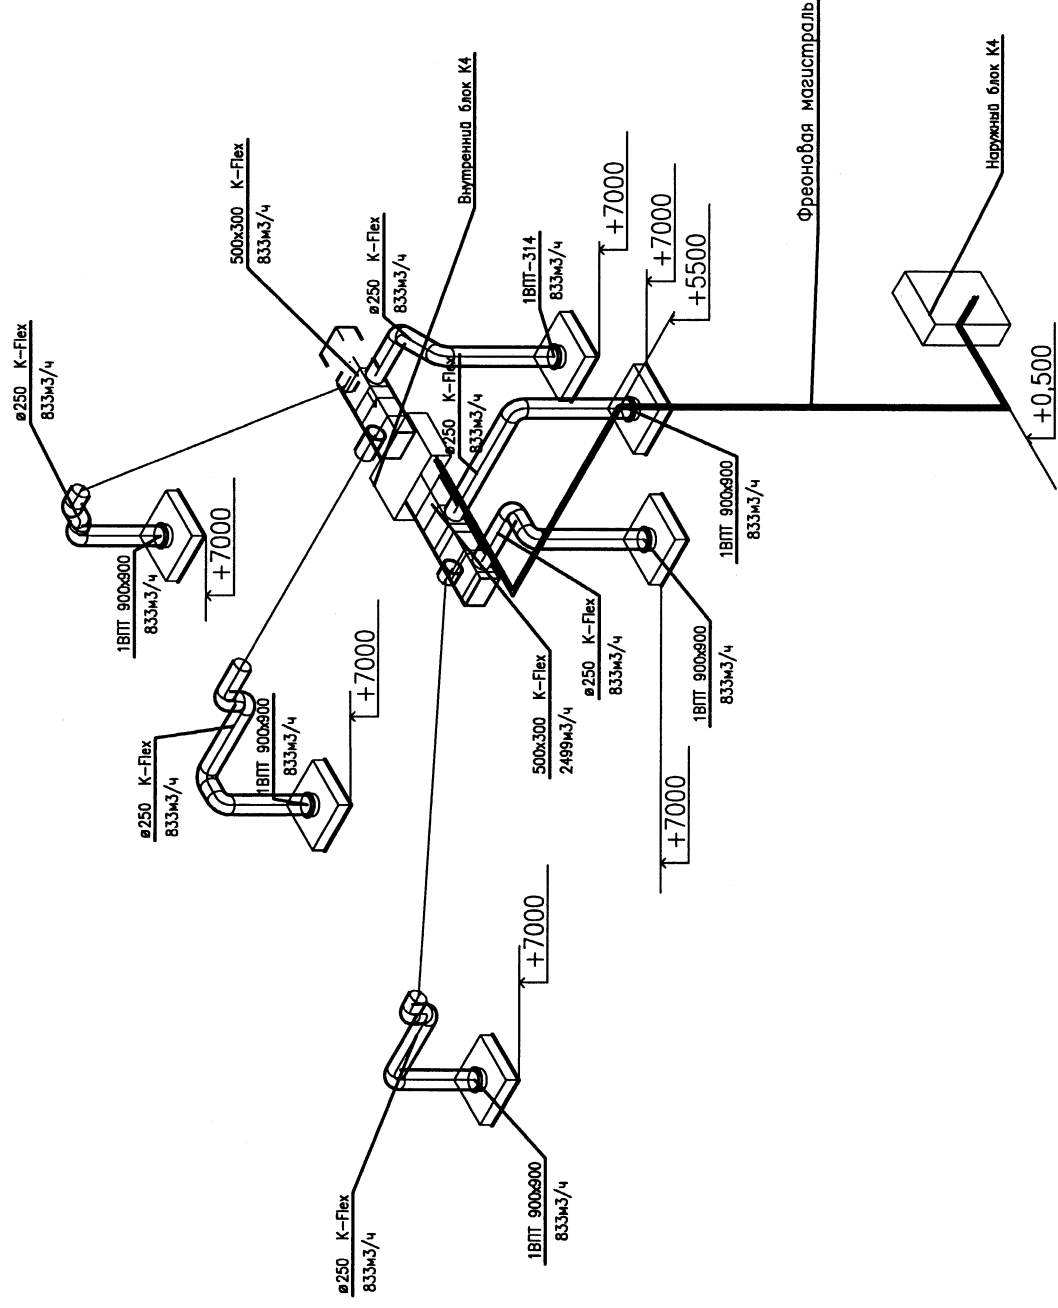 ø250 K-Flex
833м3/ч
1ВПТ 900х900
833м3/ч
+7000
500х300 K-Flex
833м3/ч
Внутренний блок К4
ø250 K-Flex
833м3/ч
1ВПТ-314
833м3/ч
+7000
+7000
+5500
Фреоновая магистраль
Наружный блок К4
+0,500
ø250 K-Flex
833м3/ч
1ВПТ 900х900
833м3/ч
+7000
ø250 K-Flex
833м3/ч
1ВПТ 900х900
833м3/ч
500х300 K-Flex
2499м3/ч
ø250 K-Flex
833м3/ч
1ВПТ 900х900
833м3/ч
+7000
ø250 K-Flex
833м3/ч
1ВПТ 900х900
833м3/ч
+7000